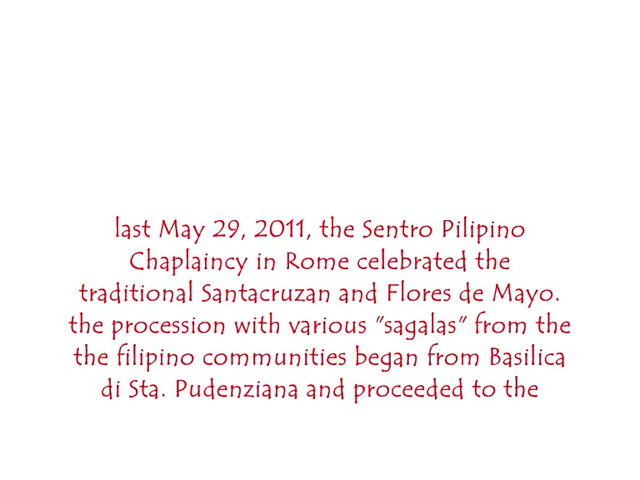 last May 29, 2011, the Sentro Pilipino
Chaplaincy in Rome celebrated the
traditional Santacruzan and Flores de Mayo.
the procession with various "sagalas" from the
the filipino communities began from Basilica
di Sta. Pudenziana and proceeded to the